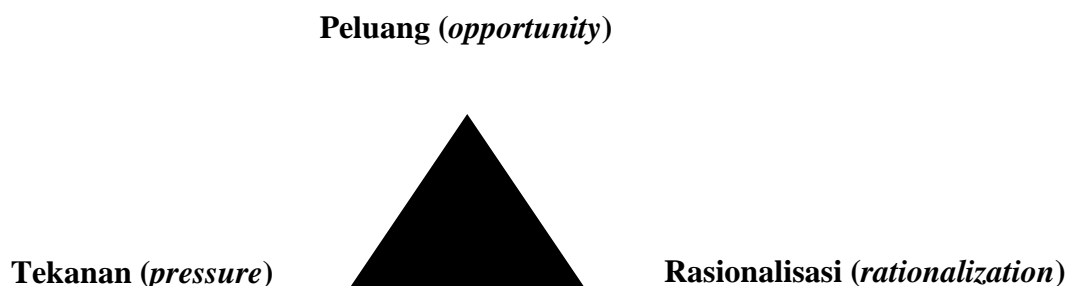 Peluang (opportunity)
Tekanan (pressure)
Rasionalisasi (rationalization)